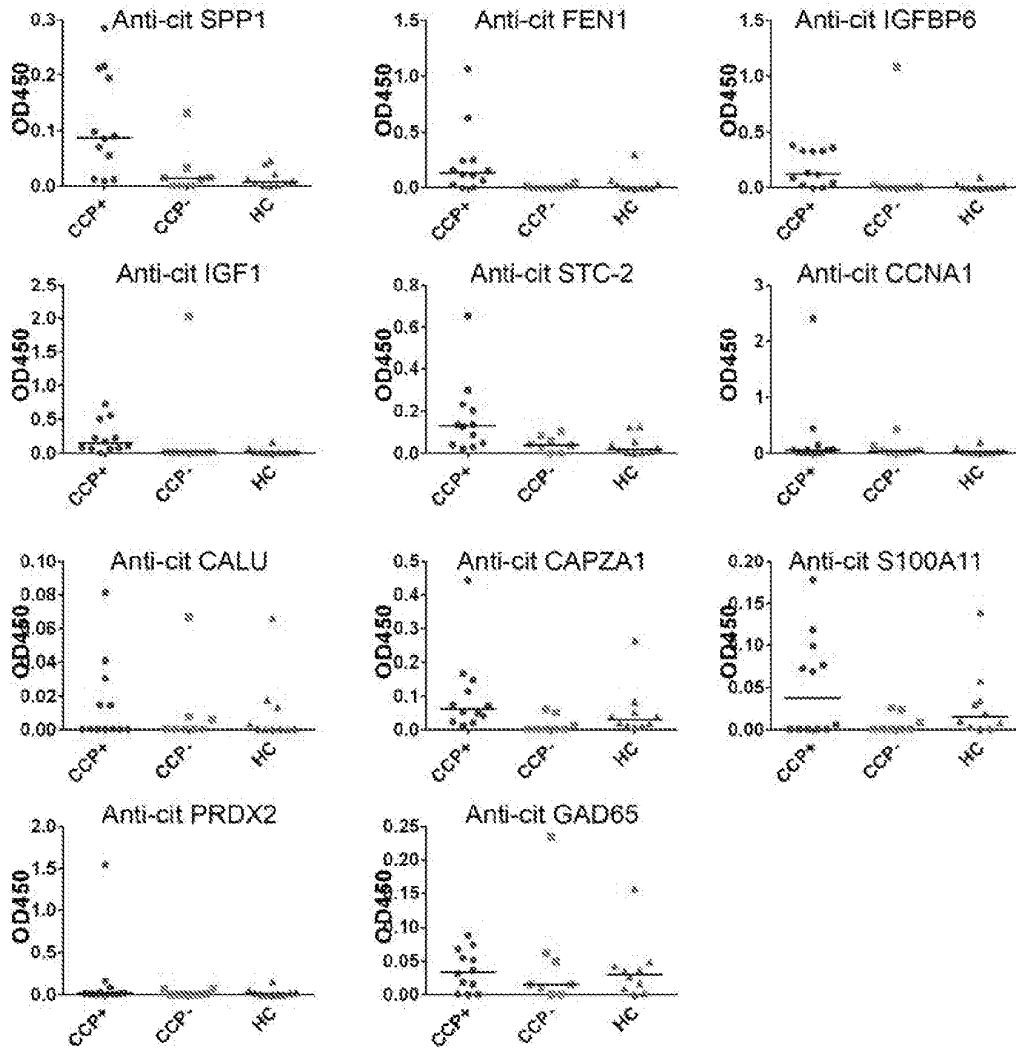 Anti-cit SPP1
OD450
0.3
0.2
0.1
0.0
CCP+
CCP-
HC
Anti-cit FEN1
OD450
1.5
1.0
0.5
0.0
CCP+
CCP-
HC
Anti-cit IGFBP6
OD450
1.5
1.0
0.5
0.0
CCP+
CCP-
HC
Anti-cit IGF1
OD450
2.5
2.0
1.5
1.0
0.5
0.0
CCP+
CCP-
HC
Anti-cit STC-2
OD450
0.8
0.6
0.4
0.2
0.0
CCP+
CCP-
HC
Anti-cit CCNA1
OD450
3
2
1
0
CCP+
CCP-
HC
Anti-cit CALU
OD450
0.10
0.08
0.06
0.04
0.02
0.00
CCP+
CCP-
HC
Anti-cit CAPZA1
OD450
0.5
0.4
0.3
0.2
0.1
0.0
CCP+
CCP-
HC
Anti-cit S100A11
OD450
0.20
0.15
0.10
0.05
0.00
CCP+
CCP-
HC
Anti-cit PRDX2
OD450
2.0
1.5
1.0
0.5
0.0
CCP+
CCP-
HC
Anti-cit GAD65
OD450
0.25
0.20
0.15
0.10
0.05
0.00
CCP+
CCP-
HC